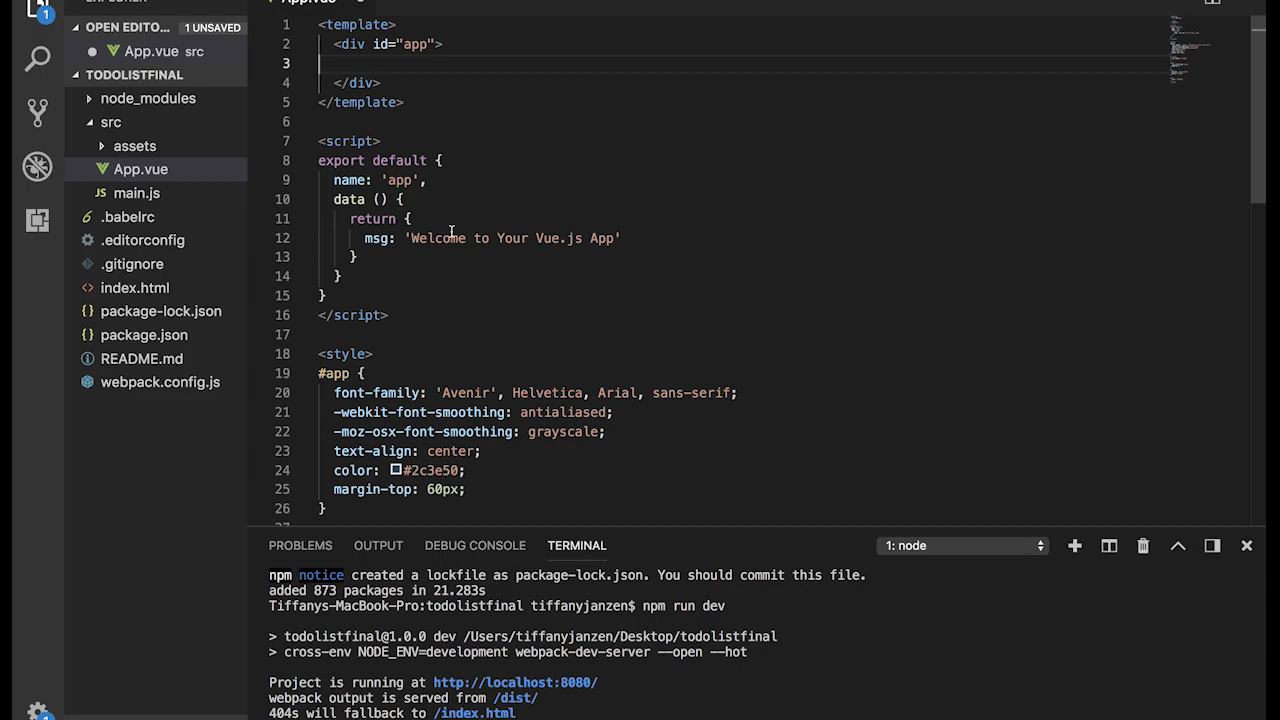 1
OPEN EDITO... 1 UNSAVED
App.vue src
TODOLISTFINAL
node_modules
src
assets
App.vue
JS main.js
.babelrc
.editorconfig
.gitignore
index.html
package-lock.json
package.json
README.md
webpack.config.js
1
App.vue
1 <template>
2 <div id="app">
3
4 </div>
5 </template>
6
7 <script>
8 export default {
9 name: 'app',
10 data () {
11 return {
12 msg: 'Welcome to Your Vue.js App'
13 }
14 }
15 }
16 </script>
17
18 <style>
19 #app {
20 font-family: 'Avenir', Helvetica, Arial, sans-serif;
21 -webkit-font-smoothing: antialiased;
22 -moz-osx-font-smoothing: grayscale;
23 text-align: center;
24 color: #2c3e50;
25 margin-top: 60px;
26 }
PROBLEMS OUTPUT DEBUG CONSOLE TERMINAL 1: node
npm notice created a lockfile as package-lock.json. You should commit this file.
added 873 packages in 21.283s
Tiffanys-MacBook-Pro:todolistfinal tiffanyjanzen$ npm run dev
> todolistfinal@1.0.0 dev /Users/tiffanyjanzen/Desktop/todolistfinal
> cross-env NODE_ENV=development webpack-dev-server --open --hot
Project is running at http://localhost:8080/
webpack output is served from /dist/
404s will fallback to /index.html